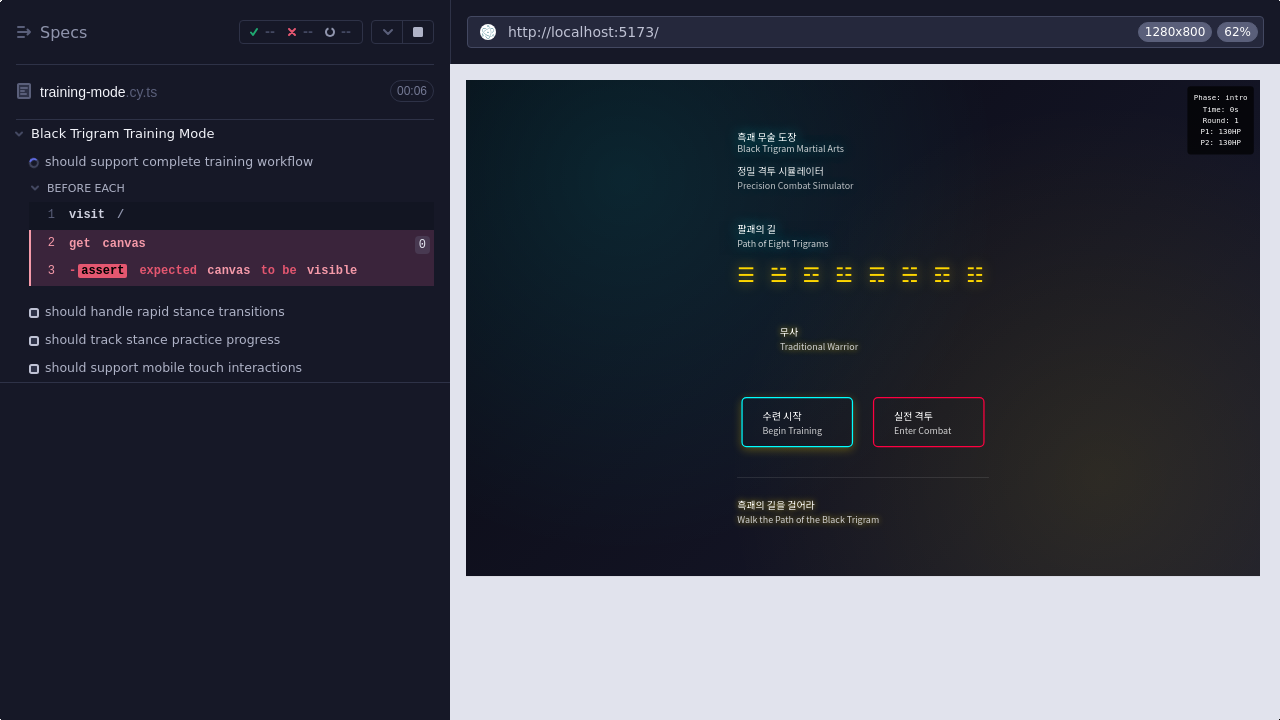 Specs
-- -- --
training-mode.cy.ts
00:06
Black Trigram Training Mode
should support complete training workflow
BEFORE EACH
1 visit /
2 get canvas 0
3 -assert expected canvas to be visible
should handle rapid stance transitions
should track stance practice progress
should support mobile touch interactions
http://localhost:5173/
1280x800
62%
Phase: intro
Time: 0s
Round: 1
P1: 130HP
P2: 130HP
흑괘 무술 도장
Black Trigram Martial Arts
정밀 격투 시뮬레이터
Precision Combat Simulator
팔괘의 길
Path of Eight Trigrams
☰ ☱ ☲ ☳ ☴ ☵ ☶ ☷
무사
Traditional Warrior
수련 시작
Begin Training
실전 격투
Enter Combat
흑괘의 길을 걸어라
Walk the Path of the Black Trigram